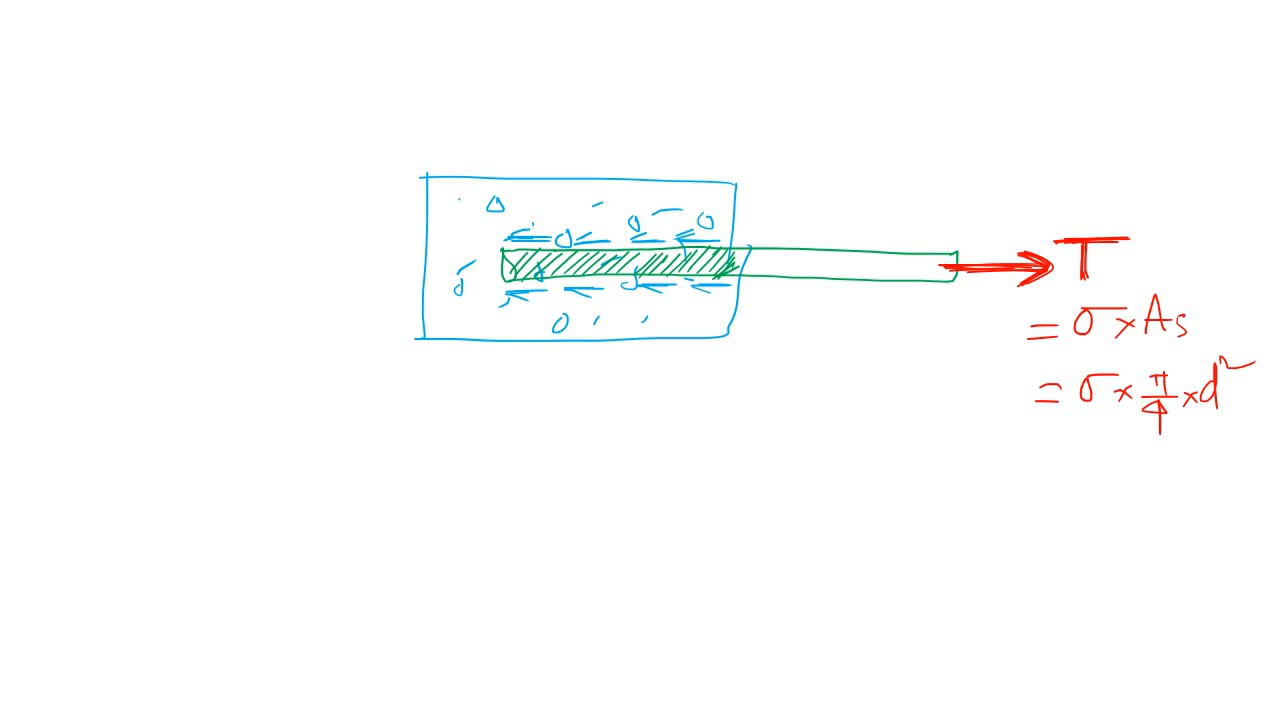 T
= σ × As
= σ × π/4 × d²